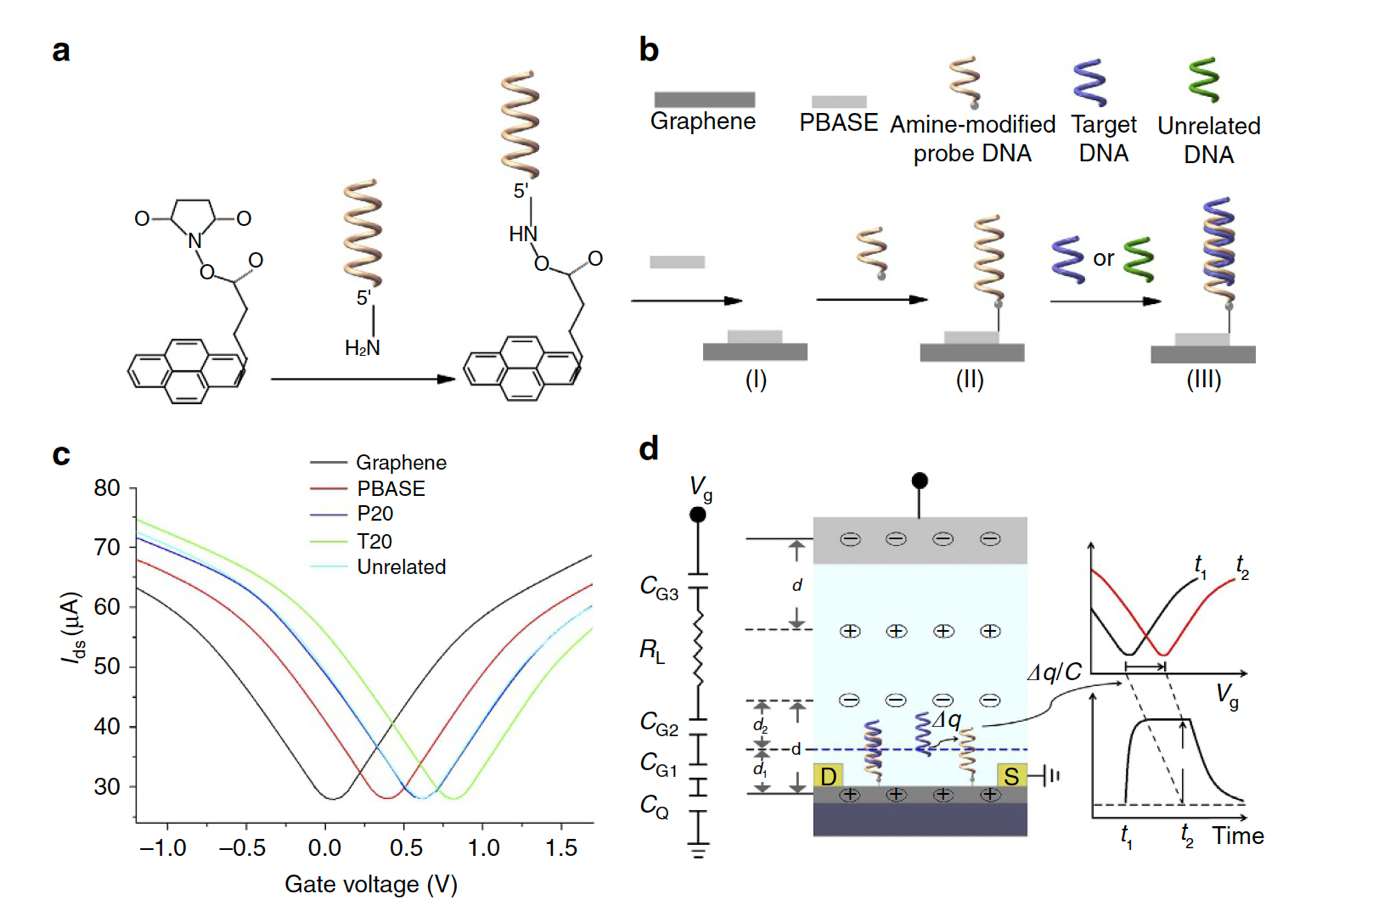 a
O
O
N
O
O
5'
H₂N
5'
HN
O
O
b
Graphene
PBASE
Amine-modified
probe DNA
Target
DNA
Unrelated
DNA
or
(I)
(II)
(III)
c
Graphene
PBASE
P20
T20
Unrelated
80
70
60
50
40
30
Ids (µA)
−1.0
−0.5
0.0
0.5
1.0
1.5
Gate voltage (V)
d
Vg
CG3
RL
CG2
CG1
CQ
d
d2
d
d1
Δq
D
S
Δq/C
t1
t2
Vg
t1
t2
Time